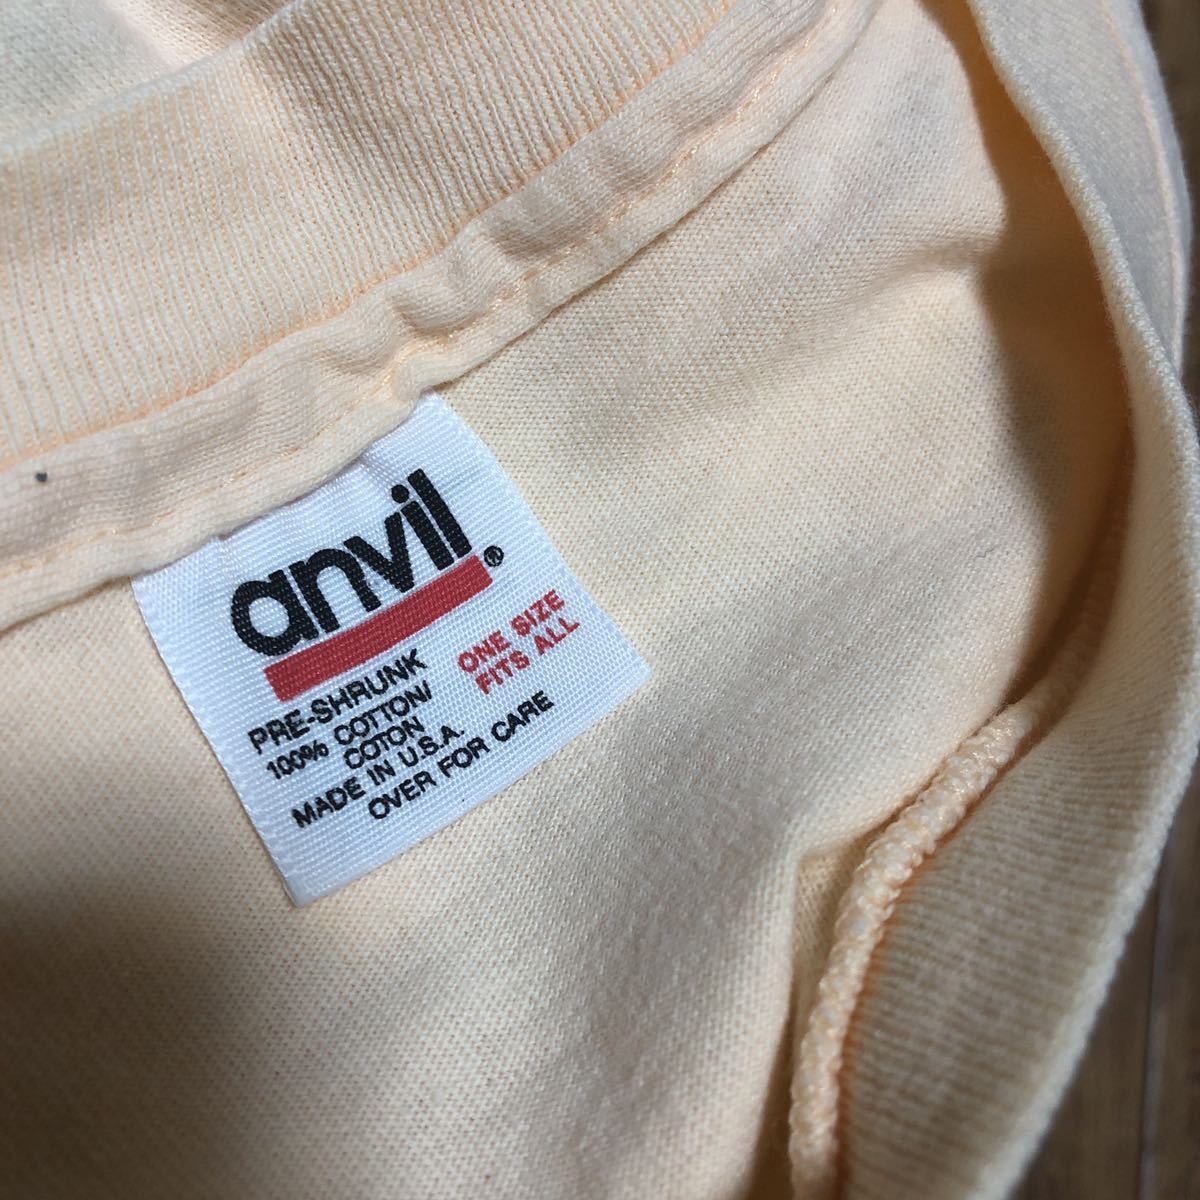 anvil®
ONE SIZE
FITS ALL
PRE-SHRUNK
100% COTTON/
COTON
MADE IN U.S.A.
OVER FOR CARE